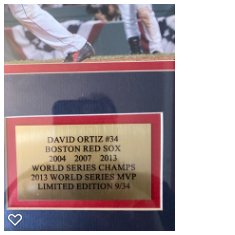 DAVID ORTIZ #34
BOSTON RED SOX
2004 2007 2013
WORLD SERIES CHAMPS
2013 WORLD SERIES MVP
LIMITED EDITION 9/34